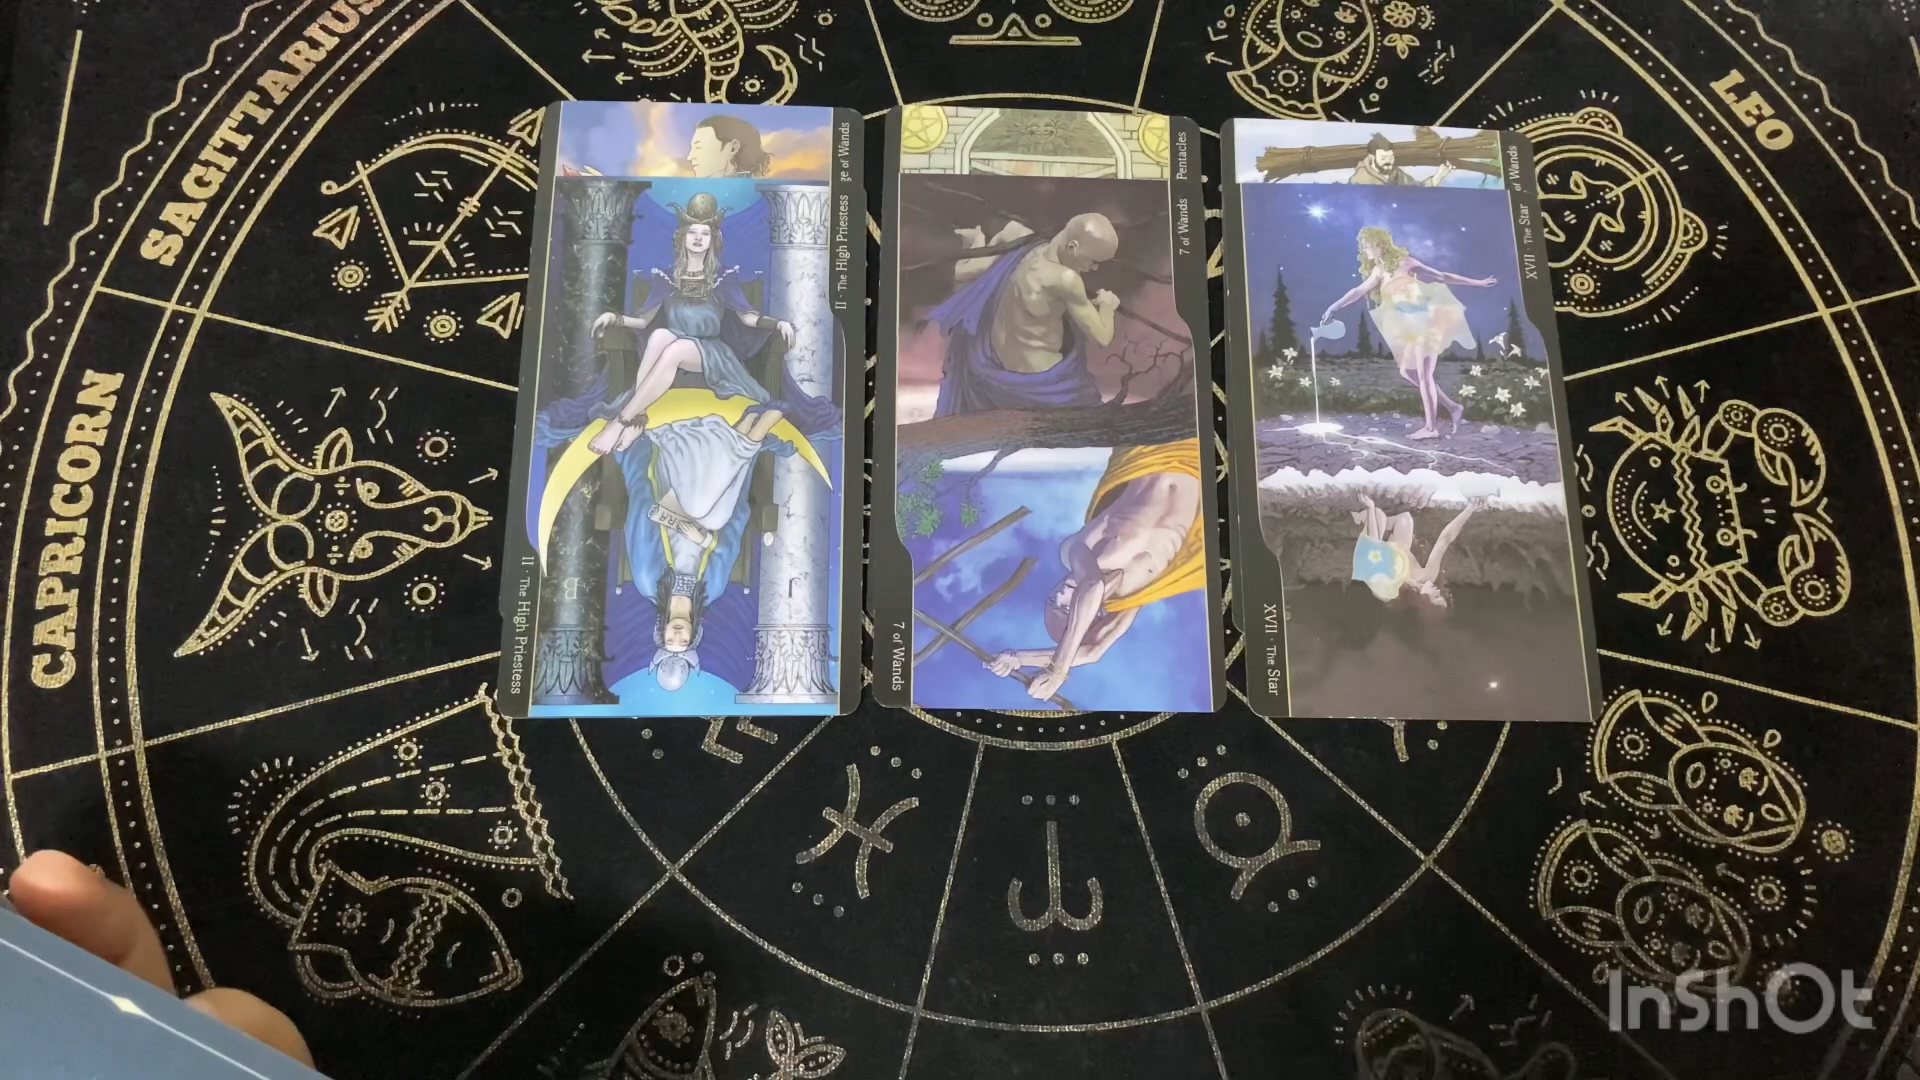 SAGITTARIUS
LEO
CAPRICORN
of Wands
II · The High Priestess
II · The High Priestess
B
J
Pentacles
7 of Wands
7 of Wands
of Wands
XVII · The Star
XVII · The Star
InShOt